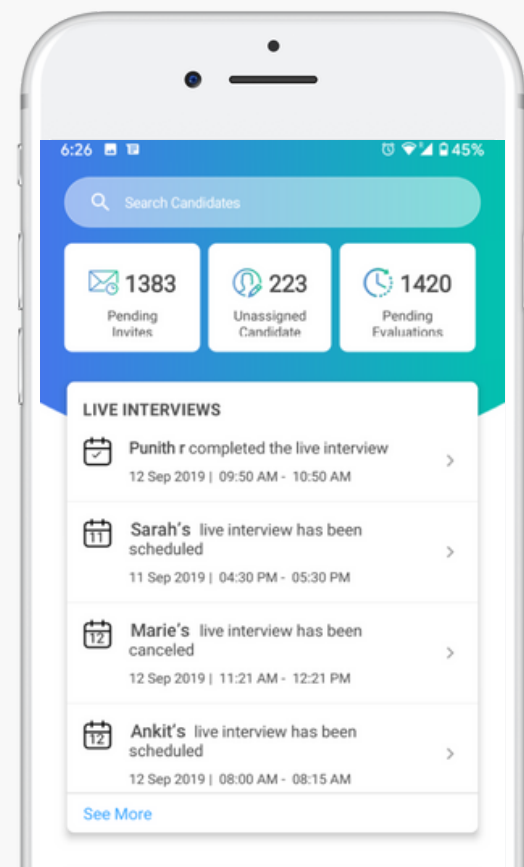 6:26 45%
Search Candidates
1383 223 1420
Pending Unassigned Pending
Invites Candidate Evaluations
LIVE INTERVIEWS
Punith r completed the live interview
12 Sep 2019 | 09:50 AM - 10:50 AM
11
Sarah's live interview has been
scheduled
11 Sep 2019 | 04:30 PM - 05:30 PM
12
Marie's live interview has been
canceled
12 Sep 2019 | 11:21 AM - 12:21 PM
12
Ankit's live interview has been
scheduled
12 Sep 2019 | 08:00 AM - 08:15 AM
See More